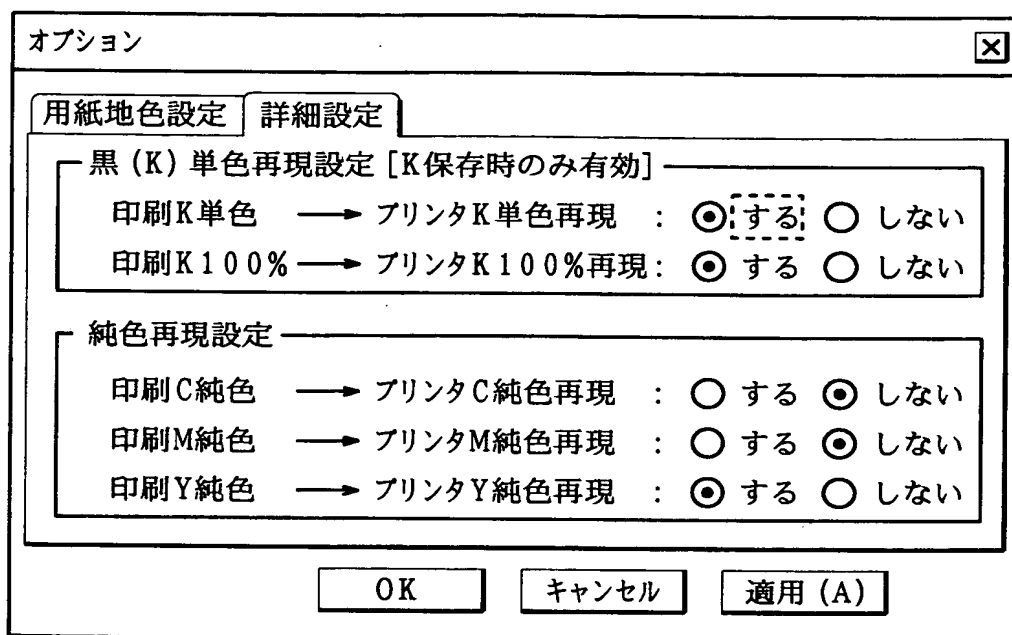 オプション
用紙地色設定 詳細設定
黒(K)単色再現設定[K保存時のみ有効]
印刷K単色 → プリンタK単色再現 : する しない
印刷K100% → プリンタK100%再現: する しない
純色再現設定
印刷C純色 → プリンタC純色再現 : する しない
印刷M純色 → プリンタM純色再現 : する しない
印刷Y純色 → プリンタY純色再現 : する しない
OK キャンセル 適用(A)